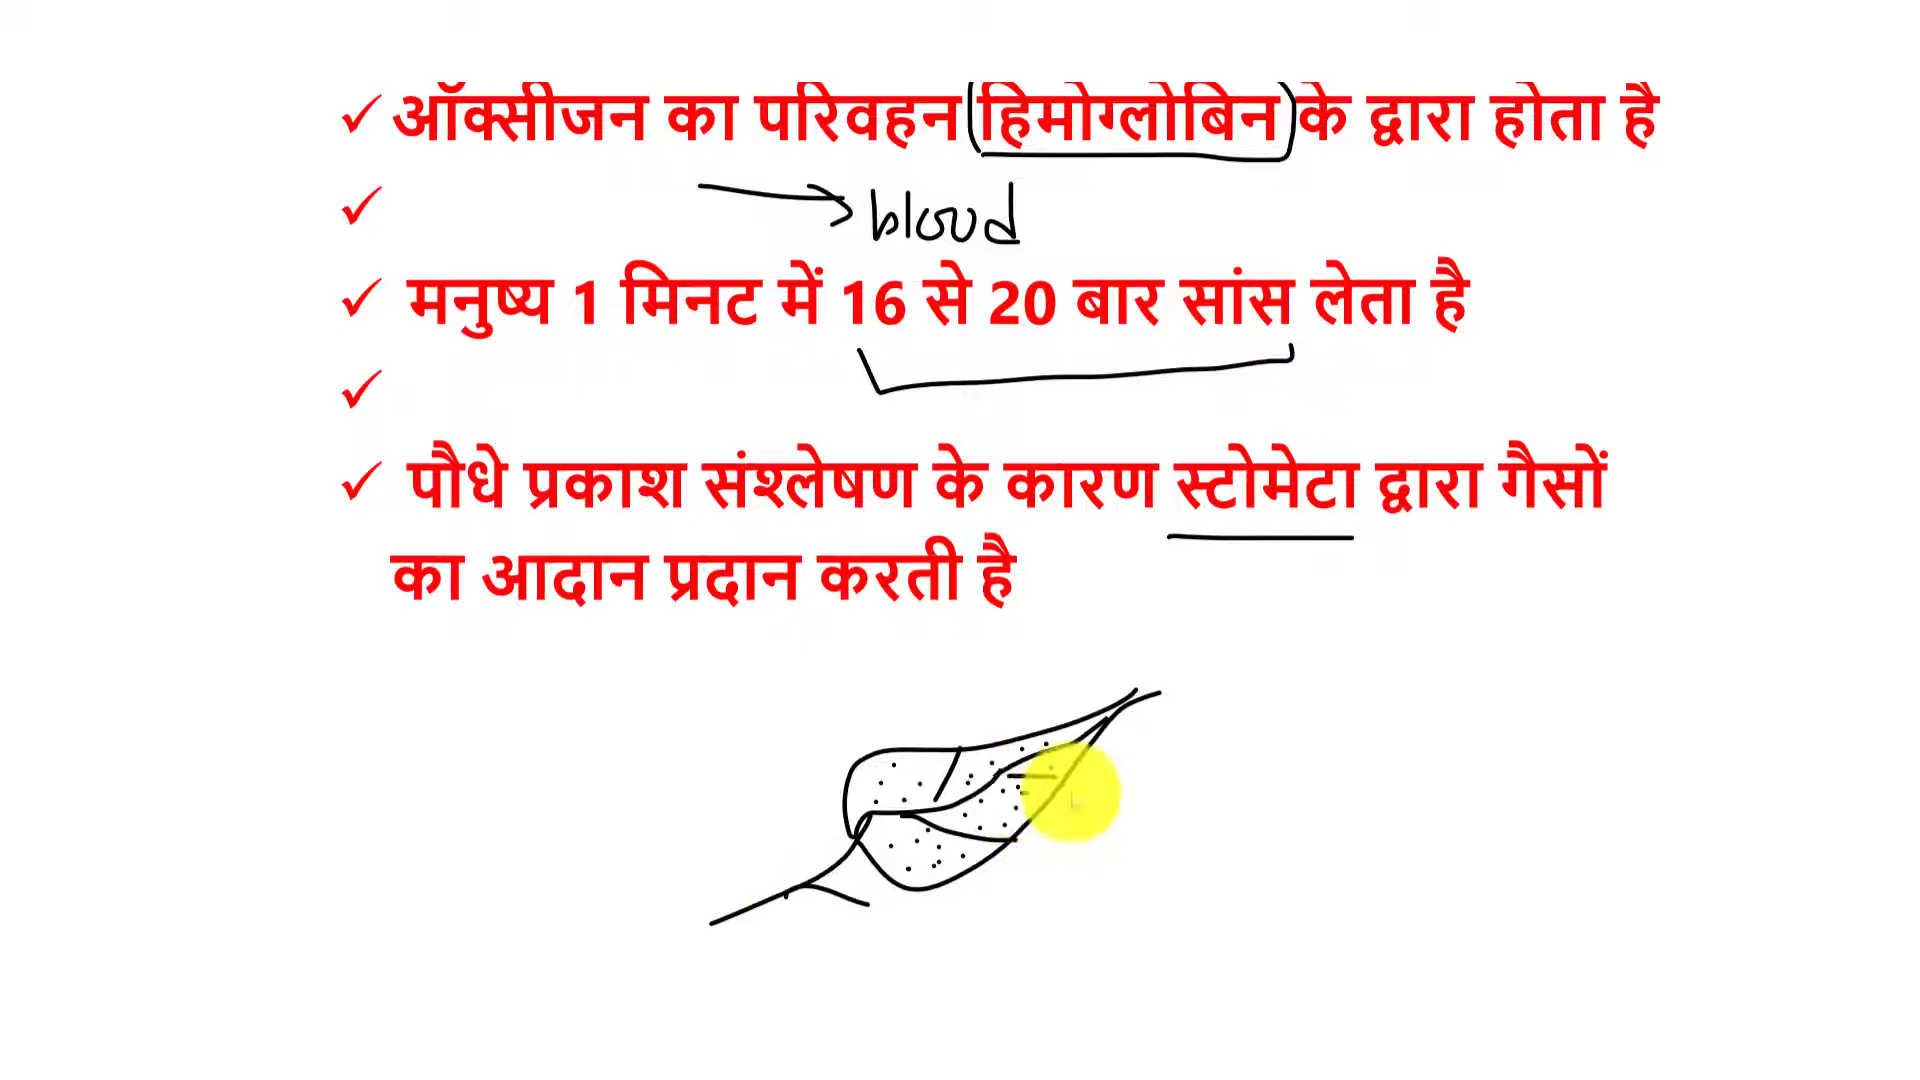 ✓ ऑक्सीजन का परिवहन (हिमोग्लोबिन) के द्वारा होता है
✓
blood
✓ मनुष्य 1 मिनट में 16 से 20 बार सांस लेता है
✓
✓ पौधे प्रकाश संश्लेषण के कारण स्टोमेटा द्वारा गैसों
का आदान प्रदान करती है